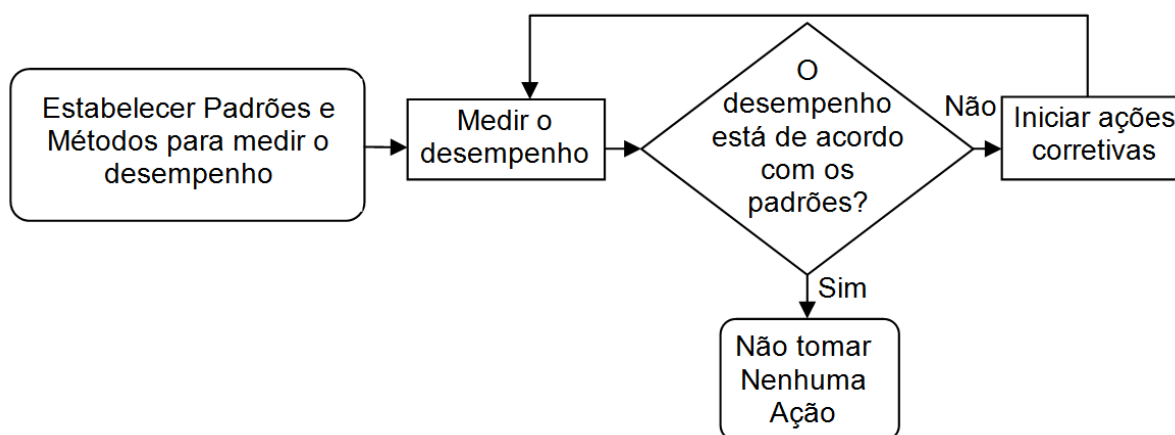 Estabelecer Padrões e
Métodos para medir o
desempenho
Medir o
desempenho
O
desempenho
está de acordo
com os
padrões?
Não
Iniciar ações
corretivas
Sim
Não tomar
Nenhuma
Ação